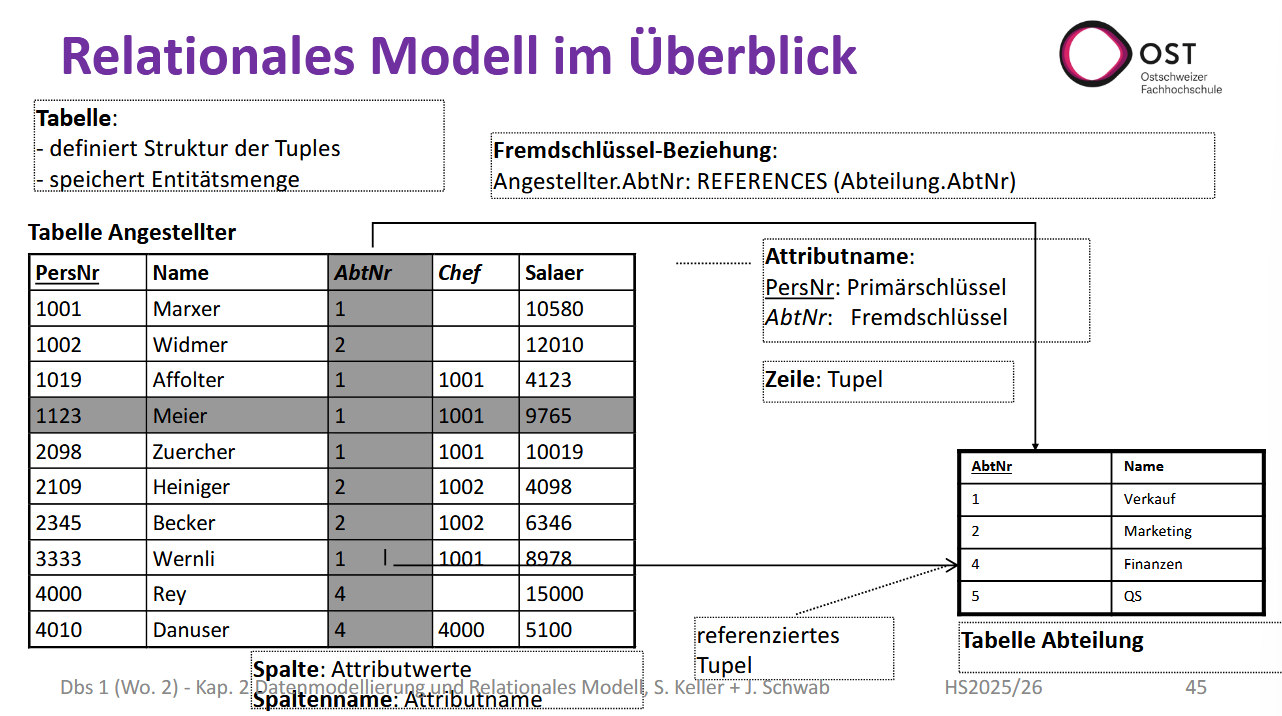 Relationales Modell im Überblick
OST
Ostschweizer
Fachhochschule
Tabelle:
- definiert Struktur der Tuples
- speichert Entitätsmenge
Fremdschlüssel-Beziehung:
Angestellter.AbtNr: REFERENCES (Abteilung.AbtNr)
Tabelle Angestellter
PersNr Name AbtNr Chef Salaer
1001 Marxer 1 10580
1002 Widmer 2 12010
1019 Affolter 1 1001 4123
1123 Meier 1 1001 9765
2098 Zuercher 1 1001 10019
2109 Heiniger 2 1002 4098
2345 Becker 2 1002 6346
3333 Wernli 1 1001 8978
4000 Rey 4 15000
4010 Danuser 4 4000 5100
Attributname:
PersNr: Primärschlüssel
AbtNr: Fremdschlüssel
Zeile: Tupel
AbtNr Name
1 Verkauf
2 Marketing
4 Finanzen
5 QS
referenziertes
Tupel
Tabelle Abteilung
Spalte: Attributwerte
Spaltenname: Attributname
Dbs 1 (Wo. 2) - Kap. 2 Datenmodellierung und Relationales Modell, S. Keller + J. Schwab
HS2025/26
45